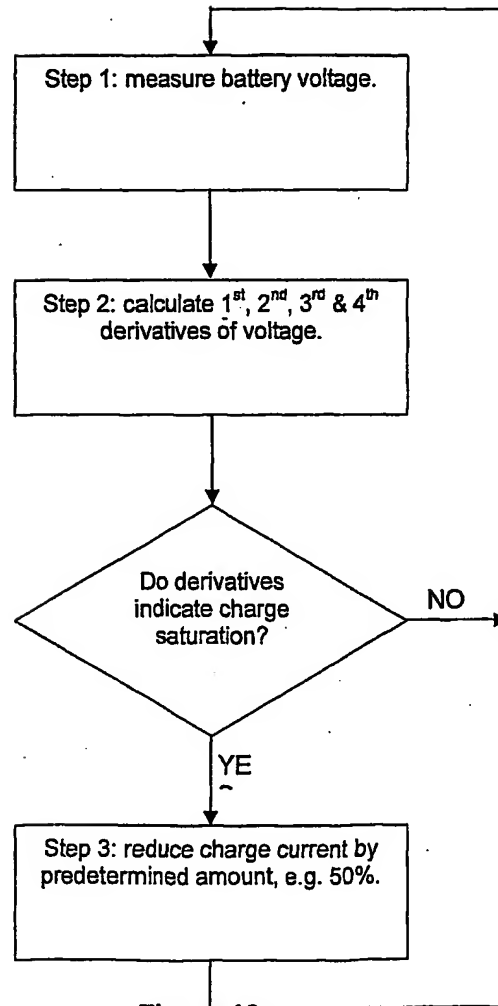 Step 1: measure battery voltage.
Step 2: calculate 1st, 2nd, 3rd & 4th
derivatives of voltage.
Do derivatives
indicate charge
saturation?
NO
YE
Step 3: reduce charge current by
predetermined amount, e.g. 50%.